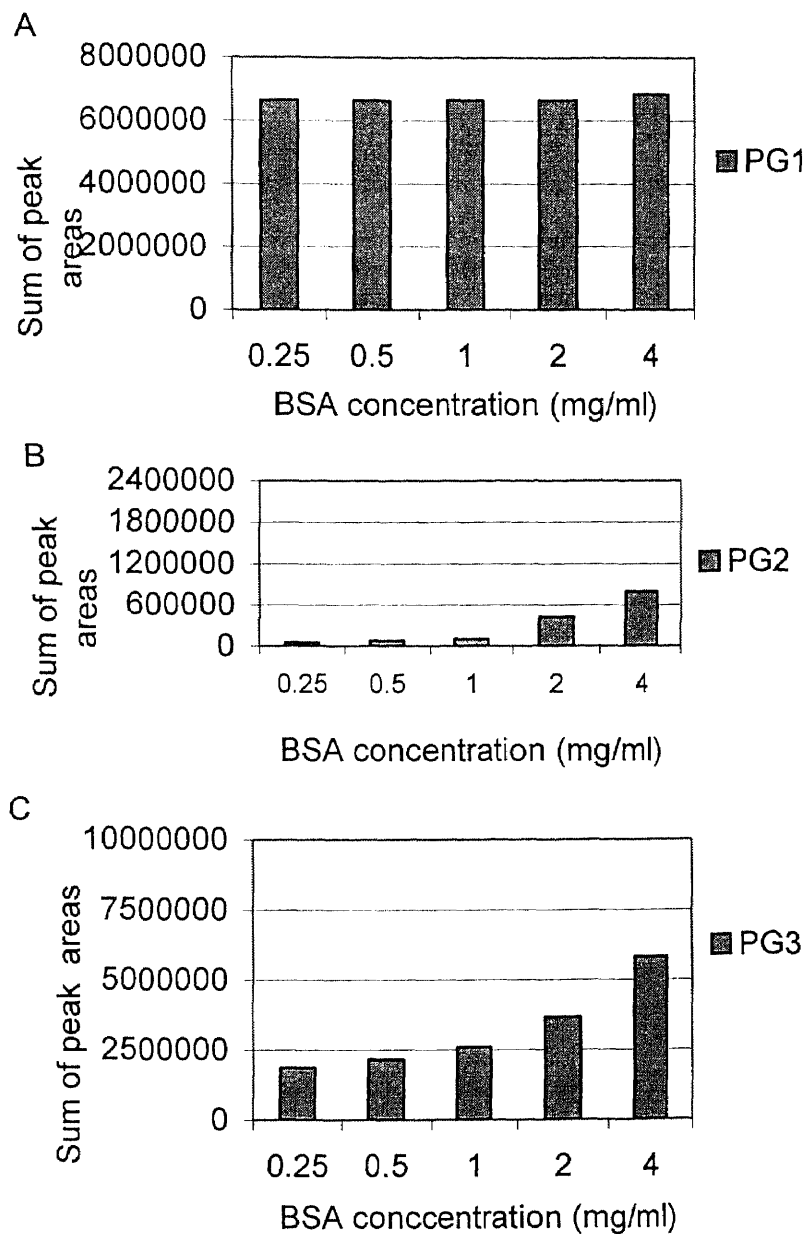 A
8000000
6000000
4000000
2000000
0
Sum of peak
areas
PG1
0.25 0.5 1 2 4
BSA concentration (mg/ml)
B
2400000
1800000
1200000
600000
0
Sum of peak
areas
PG2
0.25 0.5 1 2 4
BSA concentration (mg/ml)
C
10000000
7500000
5000000
2500000
0
Sum of peak areas
PG3
0.25 0.5 1 2 4
BSA conccentration (mg/ml)